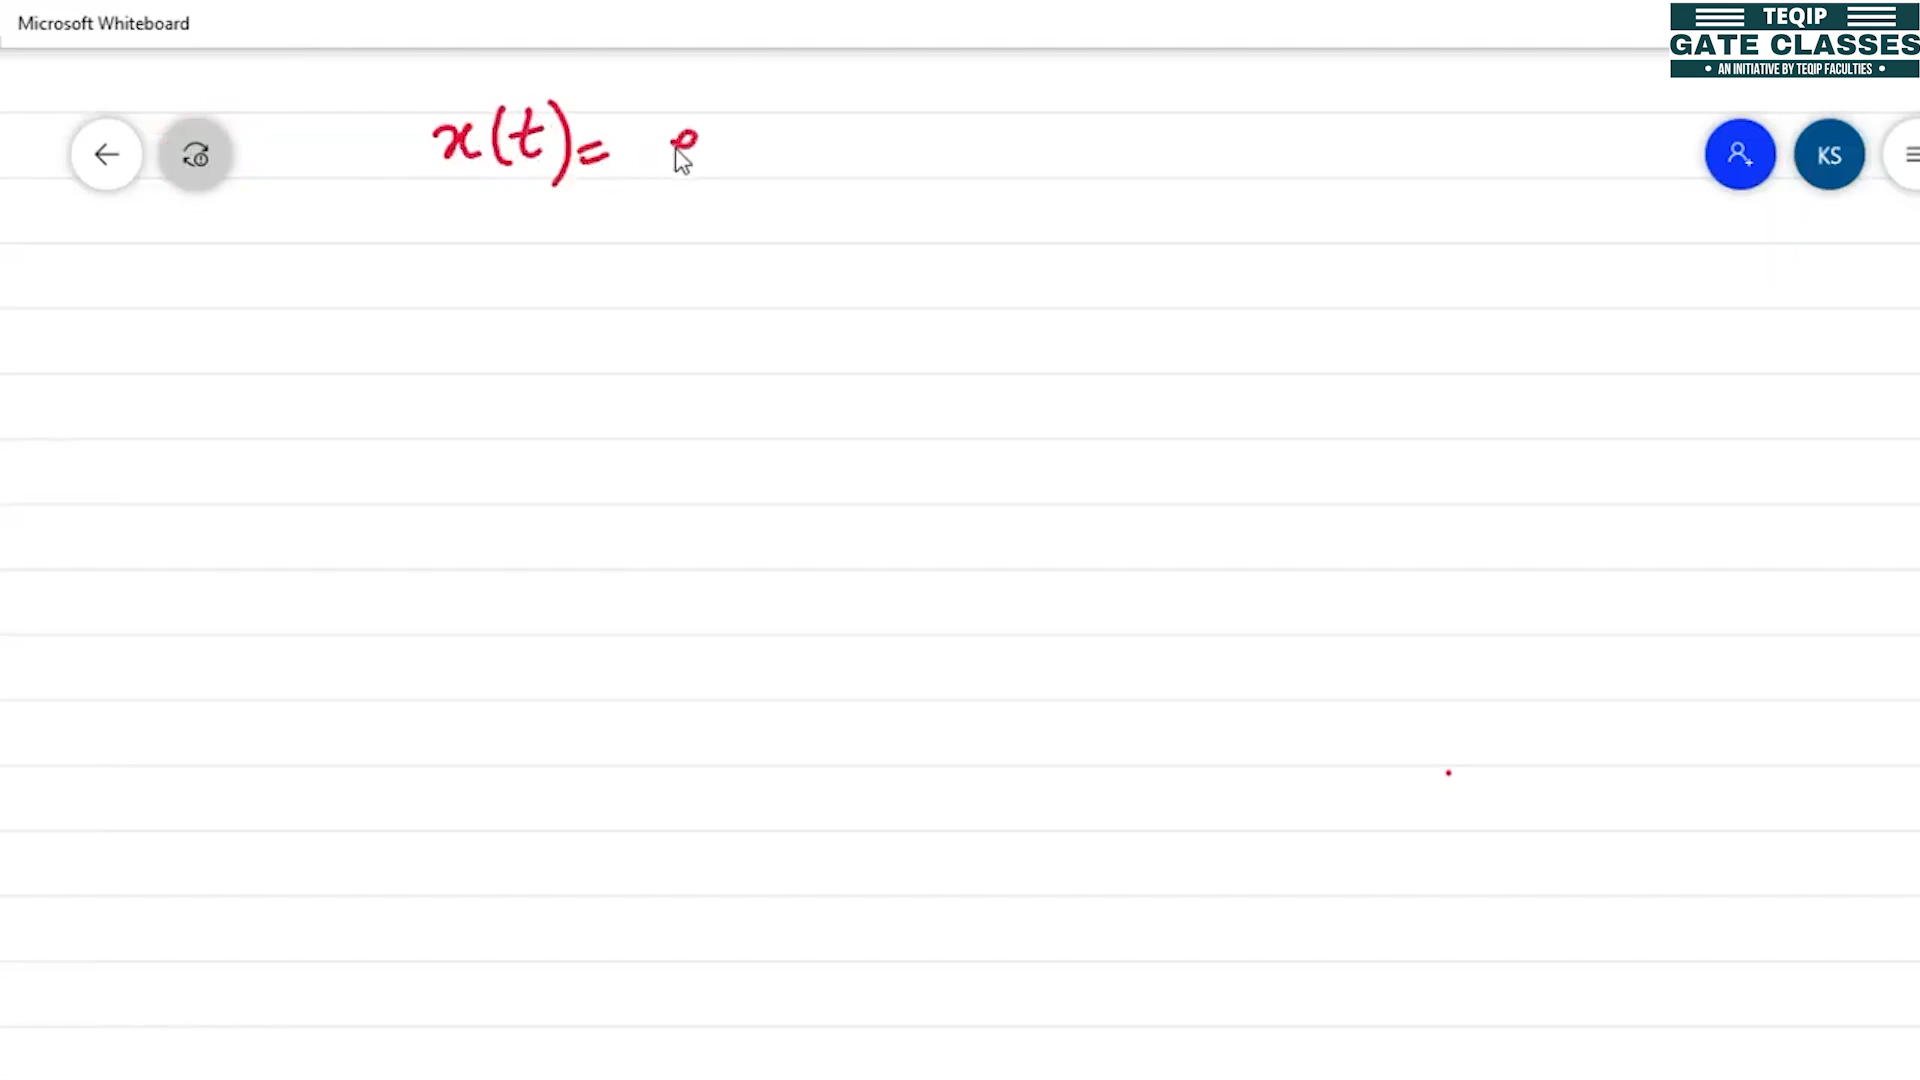 Microsoft Whiteboard
TEQIP
GATE CLASSES
• AN INITIATIVE BY TEQIP FACULTIES •
x(t)= e
KS